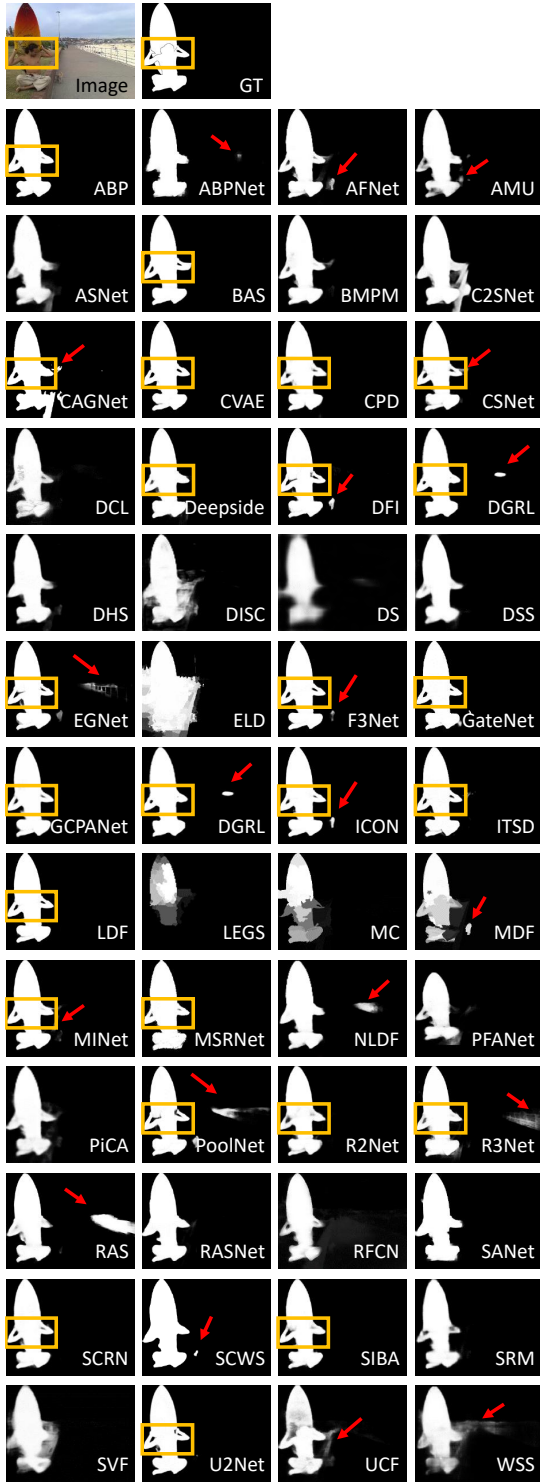 Image GT
ABP ABPNet AFNet AMU
ASNet BAS BMPM C2SNet
CAGNet CVAE CPD CSNet
DCL Deepside DFI DGRL
DHS DISC DS DSS
EGNet ELD F3Net GateNet
GCPANet DGRL ICON ITSD
LDF LEGS MC MDF
MINet MSRNet NLDF PFANet
PiCA PoolNet R2Net R3Net
RAS RASNet RFCN SANet
SCRN SCWS SIBA SRM
SVF U2Net UCF WSS